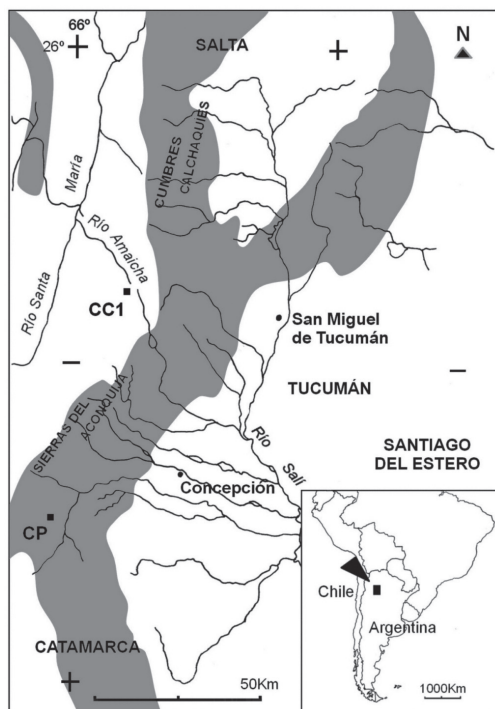 66º
26º
SALTA
N
CUMBRES
CALCHAQUIES
María
Río Amaicha
Río Santa
CC1
San Miguel
de Tucumán
TUCUMÁN
SIERRAS DEL
ACONQUIJA
Río Salí
SANTIAGO
DEL ESTERO
Concepción
CP
Chile
Argentina
CATAMARCA
50Km
1000Km